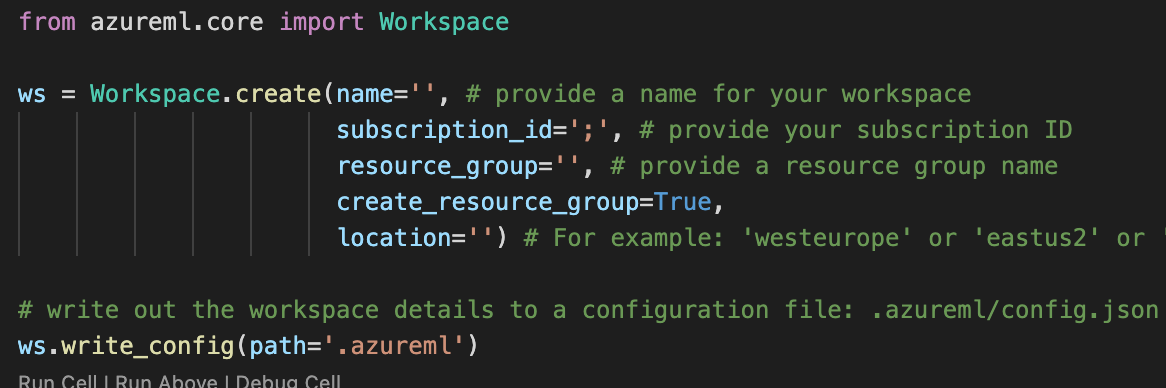 from azureml.core import Workspace
ws = Workspace.create(name='', # provide a name for your workspace
subscription_id=';', # provide your subscription ID
resource_group='', # provide a resource group name
create_resource_group=True,
location='') # For example: 'westeurope' or 'eastus2' or '
# write out the workspace details to a configuration file: .azureml/config.json
ws.write_config(path='.azureml')
Run Cell | Run Above | Debug Cell